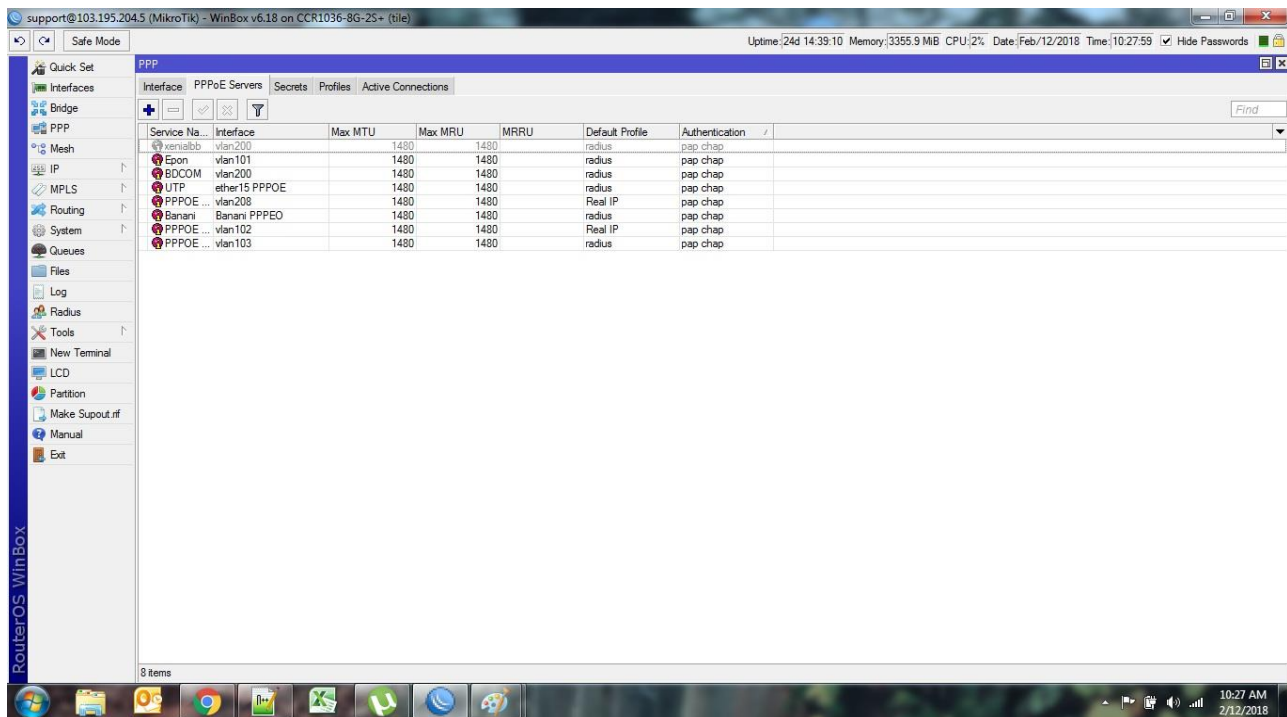 support@103.195.204.5 (MikroTik) - WinBox v6.18 on CCR1036-8G-2S+ (tile)
Safe Mode
Uptime: 24d 14:39:10 Memory: 3355.9 MiB CPU: 2% Date: Feb/12/2018 Time: 10:27:59 Hide Passwords
Quick Set
Interfaces
Bridge
PPP
Mesh
IP
MPLS
Routing
System
Queues
Files
Log
Radius
Tools
New Terminal
LCD
Partition
Make Supout.rif
Manual
Exit
RouterOS WinBox
PPP
Interface PPPoE Servers Secrets Profiles Active Connections
Find
Service Na... Interface Max MTU Max MRU MRRU Default Profile Authentication
xenialbb vlan200 1480 1480 radius pap chap
Epon vlan101 1480 1480 radius pap chap
BDCOM vlan200 1480 1480 radius pap chap
UTP ether15 PPPOE 1480 1480 radius pap chap
PPPOE ... vlan208 1480 1480 Real IP pap chap
Banani Banani PPPEO 1480 1480 radius pap chap
PPPOE ... vlan102 1480 1480 Real IP pap chap
PPPOE ... vlan103 1480 1480 radius pap chap
8 items
10:27 AM
2/12/2018